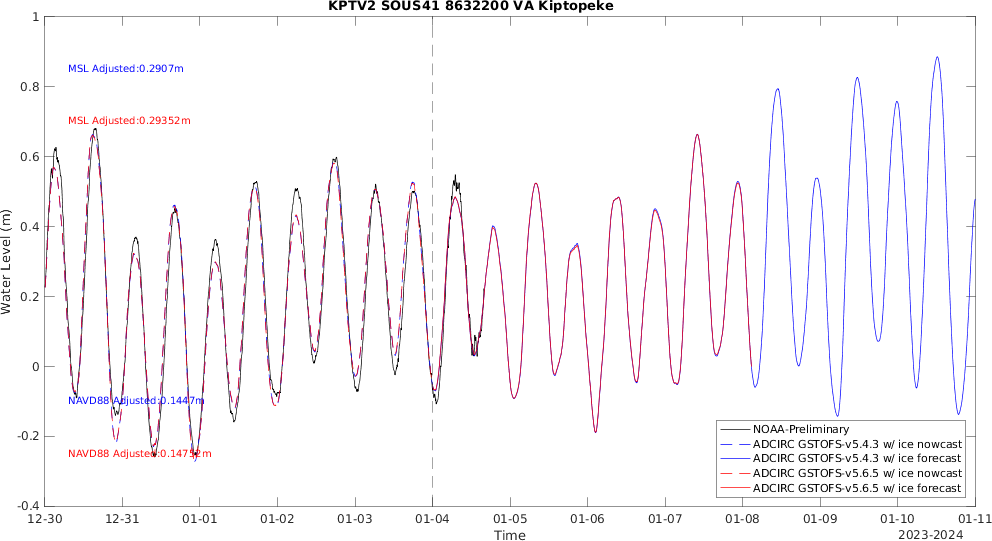 KPTV2 SOUS41 8632200 VA Kiptopeke
1
0.8
0.6
0.4
0.2
0
-0.2
-0.4
Water Level (m)
MSL Adjusted:0.2907m
MSL Adjusted:0.29352m
NAVD88 Adjusted:0.1447m
NAVD88 Adjusted:0.14752m
NOAA-Preliminary
ADCIRC GSTOFS-v5.4.3 w/ ice nowcast
ADCIRC GSTOFS-v5.4.3 w/ ice forecast
ADCIRC GSTOFS-v5.6.5 w/ ice nowcast
ADCIRC GSTOFS-v5.6.5 w/ ice forecast
12-30 12-31 01-01 01-02 01-03 01-04 01-05 01-06 01-07 01-08 01-09 01-10 01-11
Time
2023-2024